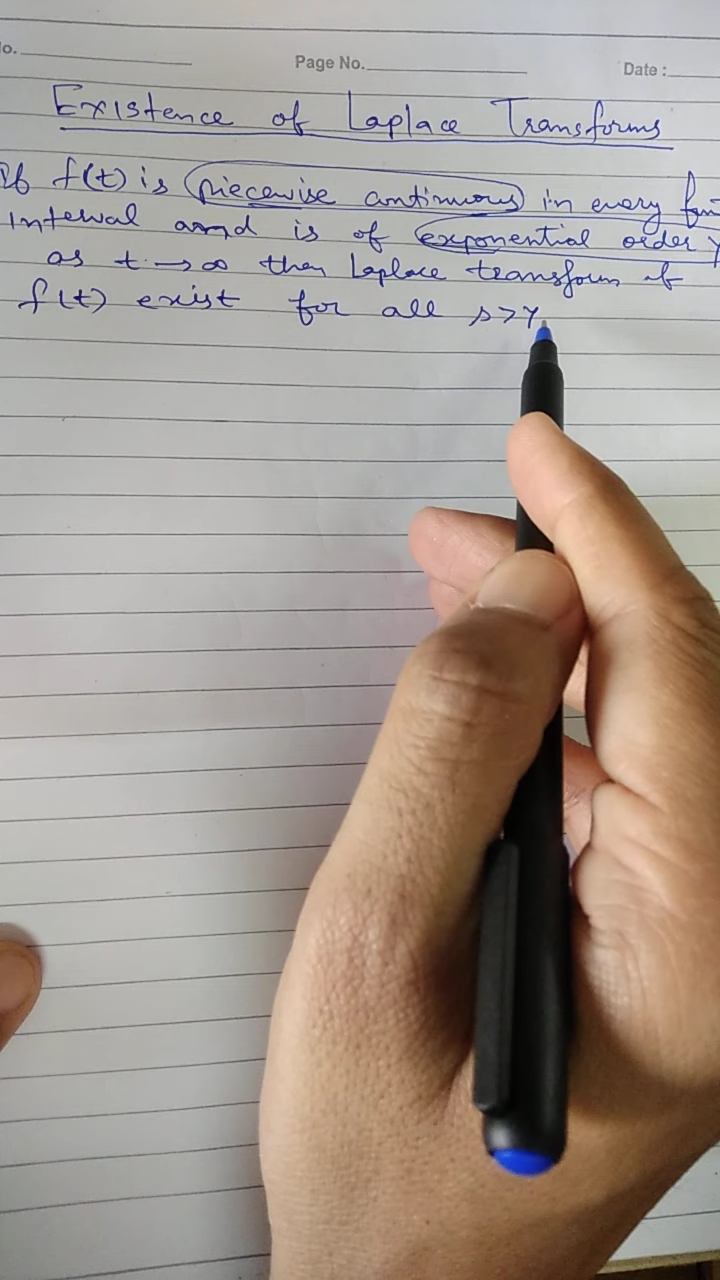 o.
Page No.
Date :
Existence of Laplace Transforms
If f(t) is piecewise continuous in every
interval and is of exponential order γ
as t → ∞ then Laplace transform of
f(t) exist for all s>γ